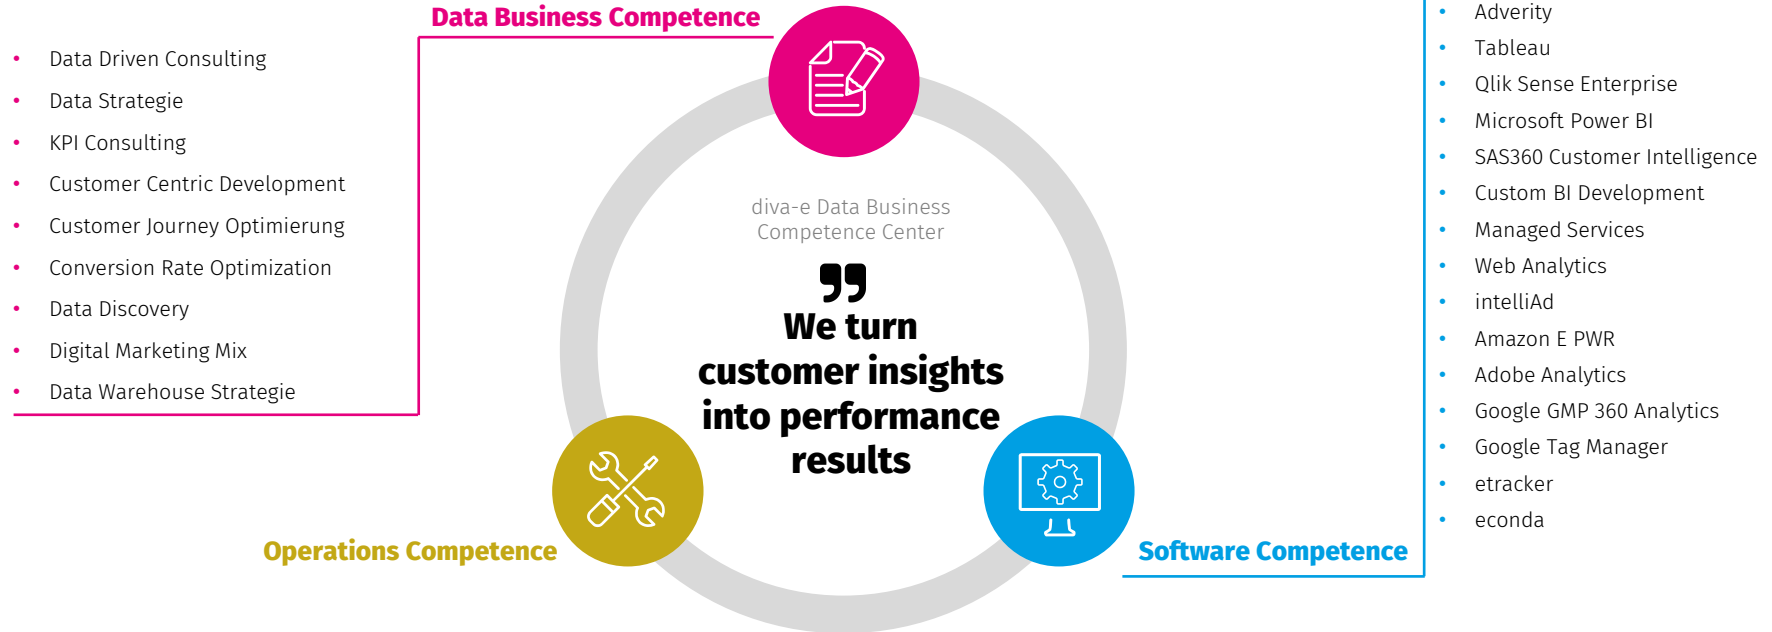 Data Business Competence
Data Driven Consulting
Data Strategie
KPI Consulting
Customer Centric Development
Customer Journey Optimierung
Conversion Rate Optimization
Data Discovery
Digital Marketing Mix
Data Warehouse Strategie
diva-e Data Business
Competence Center
❞
We turn
customer insights
into performance
results
Operations Competence
Software Competence
Adverity
Tableau
Qlik Sense Enterprise
Microsoft Power BI
SAS360 Customer Intelligence
Custom BI Development
Managed Services
Web Analytics
intelliAd
Amazon E PWR
Adobe Analytics
Google GMP 360 Analytics
Google Tag Manager
etracker
econda